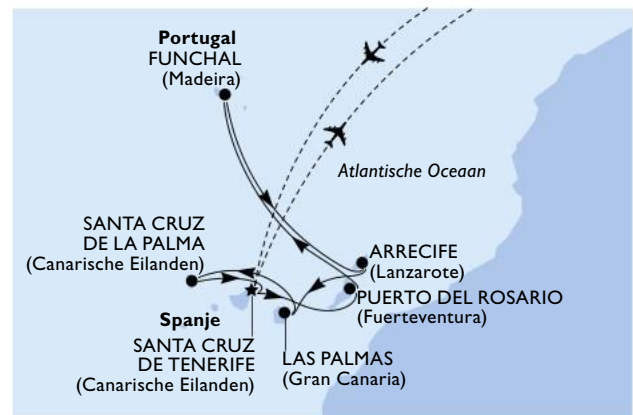 Portugal
FUNCHAL
(Madeira)
Atlantische Oceaan
SANTA CRUZ
DE LA PALMA
(Canarische Eilanden)
ARRECIFE
(Lanzarote)
PUERTO DEL ROSARIO
(Fuerteventura)
Spanje
SANTA CRUZ
DE TENERIFE
(Canarische Eilanden)
LAS PALMAS
(Gran Canaria)